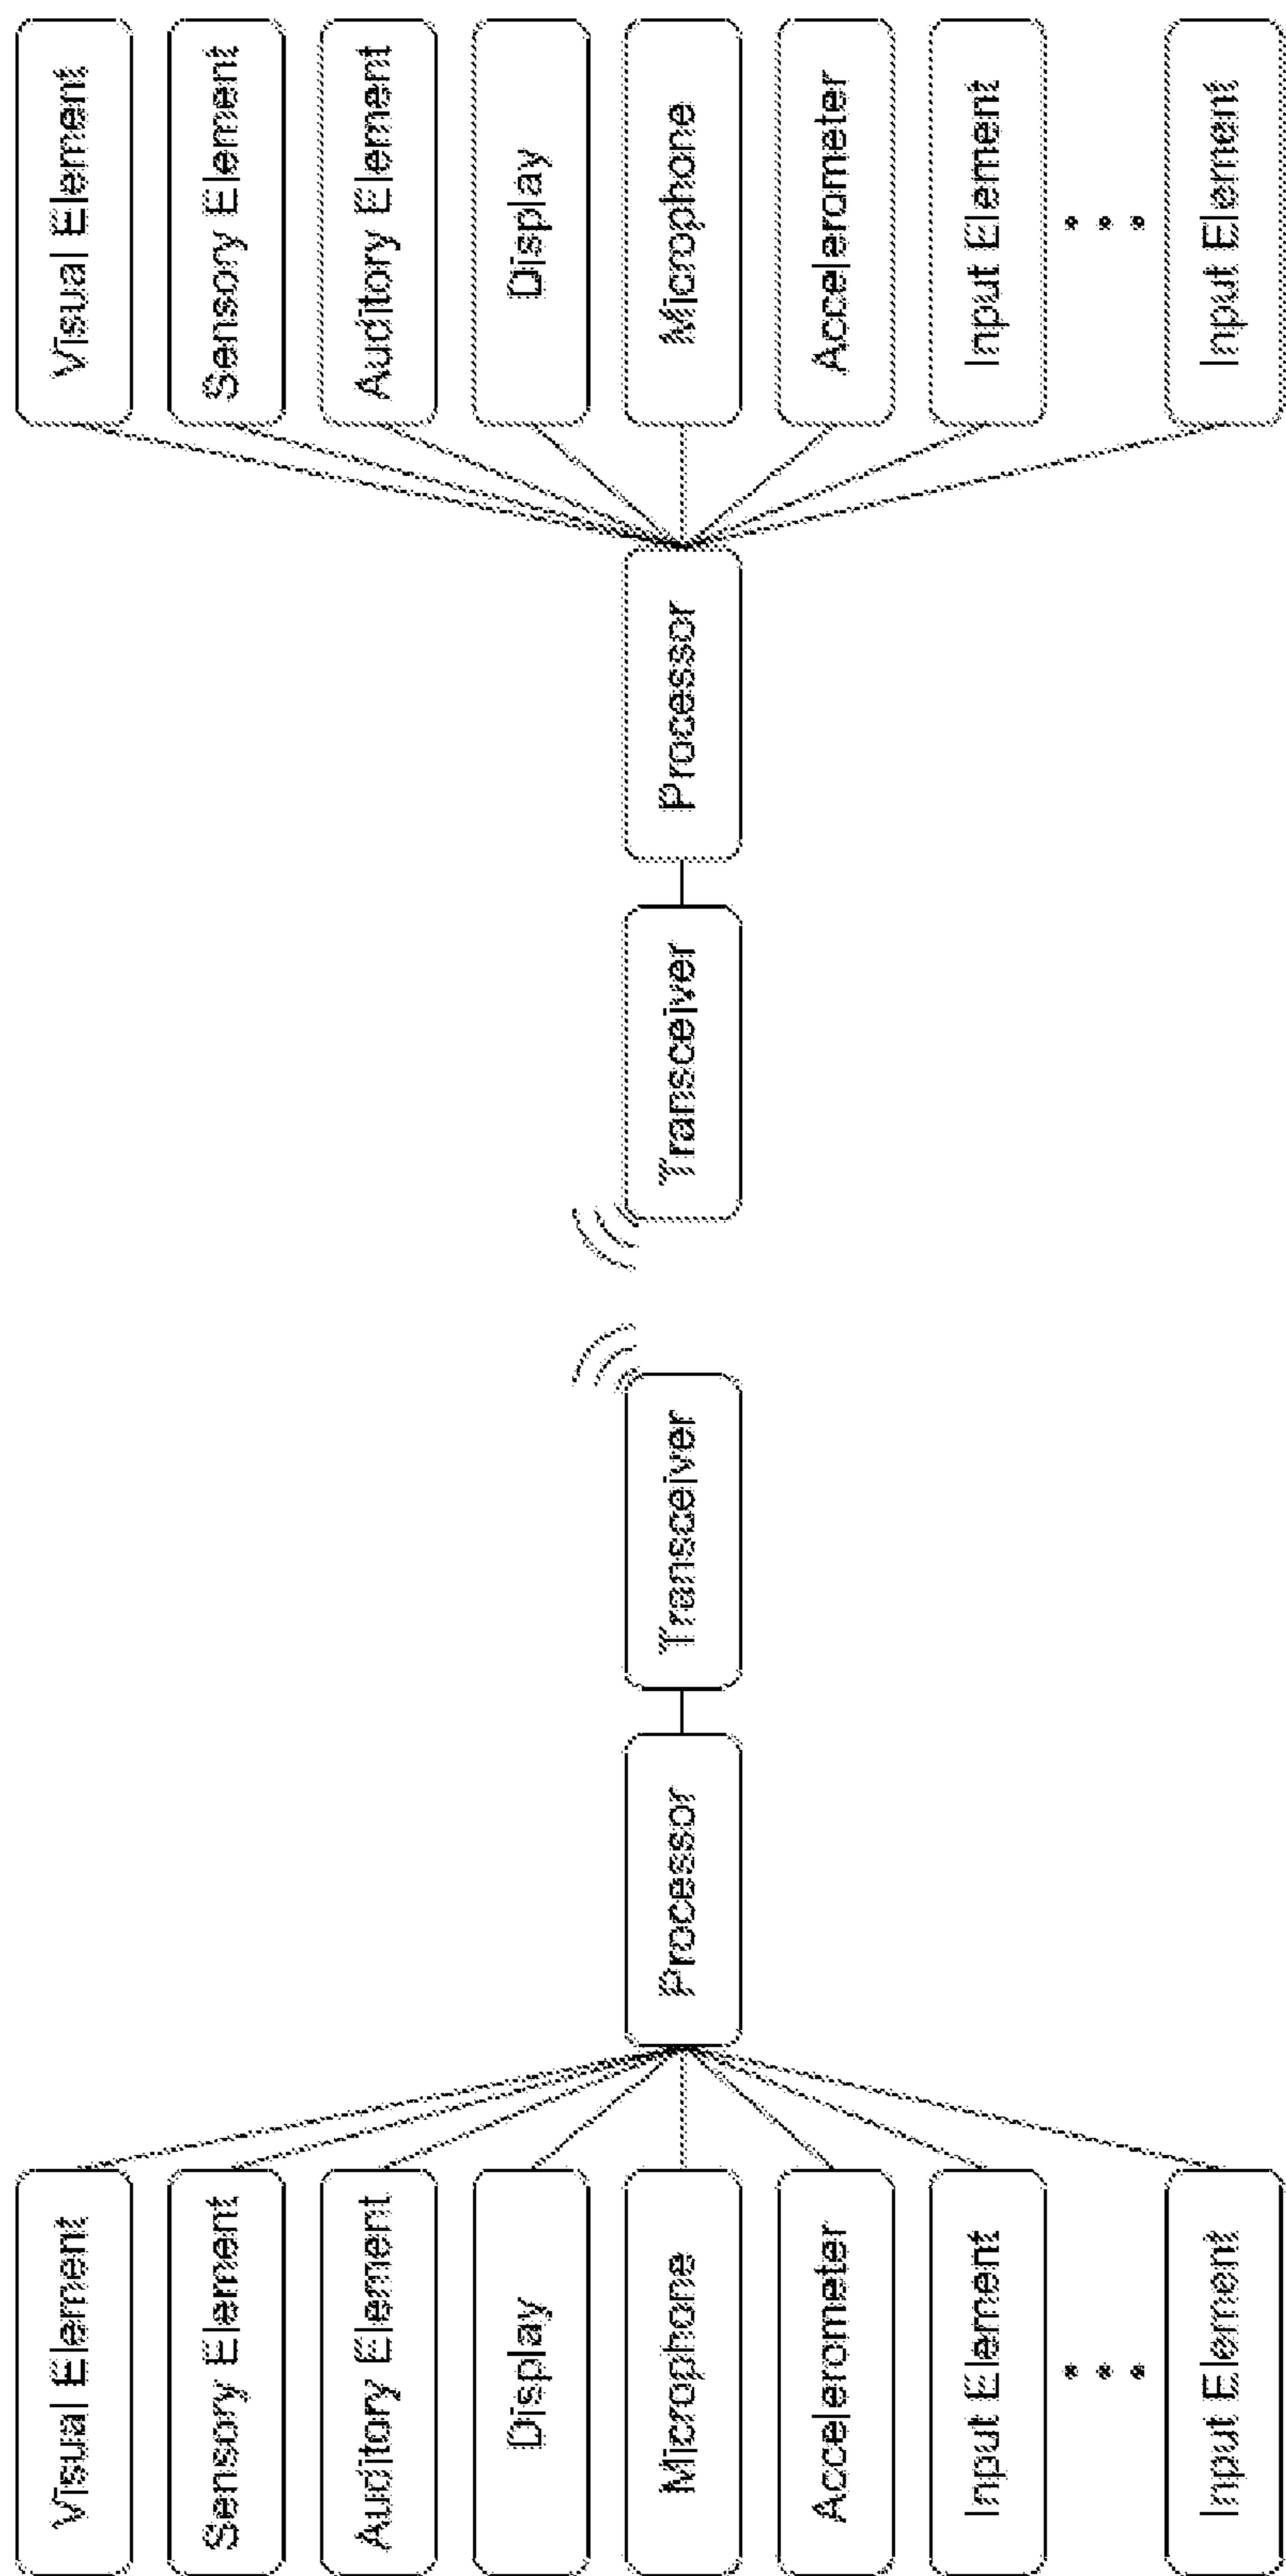 Visual Element
Sensory Element
Auditory Element
Display
Microphone
Accelerometer
Input Element
Input Element
Processor
Transceiver
Transceiver
Processor
Visual Element
Sensory Element
Auditory Element
Display
Microphone
Accelerometer
Input Element
Input Element